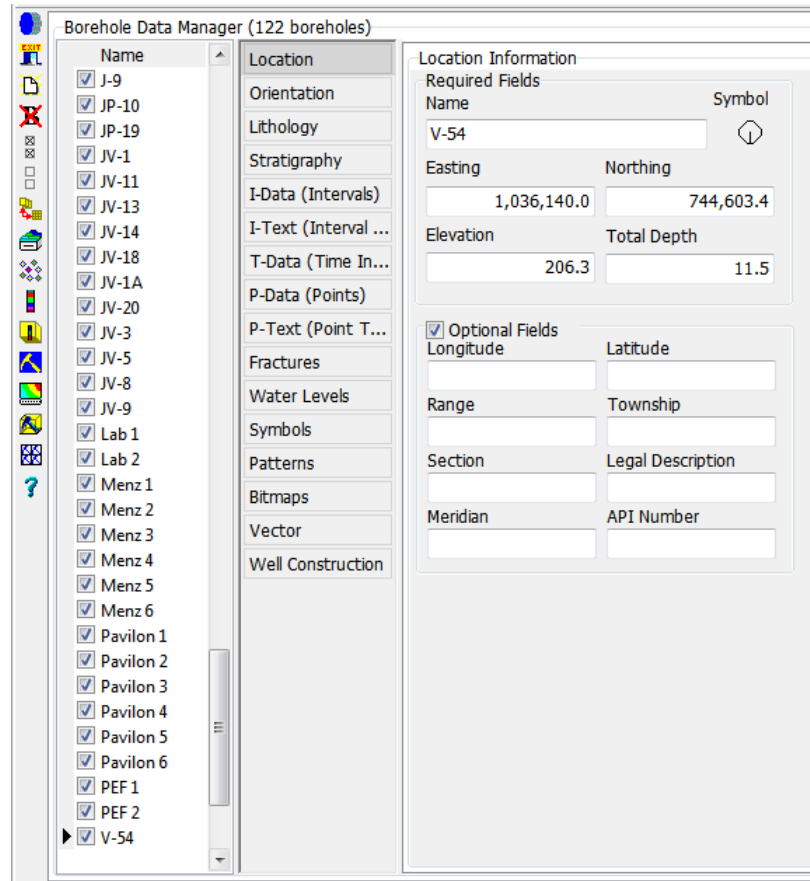 Borehole Data Manager (122 boreholes)
EXIT
Name
J-9
JP-10
JP-19
JV-1
JV-11
JV-13
JV-14
JV-18
JV-1A
JV-20
JV-3
JV-5
JV-8
JV-9
Lab 1
Lab 2
Menz 1
Menz 2
Menz 3
Menz 4
Menz 5
Menz 6
Pavilon 1
Pavilon 2
Pavilon 3
Pavilon 4
Pavilon 5
Pavilon 6
PEF 1
PEF 2
V-54
Location
Orientation
Lithology
Stratigraphy
I-Data (Intervals)
I-Text (Interval ...
T-Data (Time In...
P-Data (Points)
P-Text (Point T...
Fractures
Water Levels
Symbols
Patterns
Bitmaps
Vector
Well Construction
Location Information
Required Fields
Name Symbol
V-54
Easting Northing
1,036,140.0 744,603.4
Elevation Total Depth
206.3 11.5
Optional Fields
Longitude Latitude
Range Township
Section Legal Description
Meridian API Number